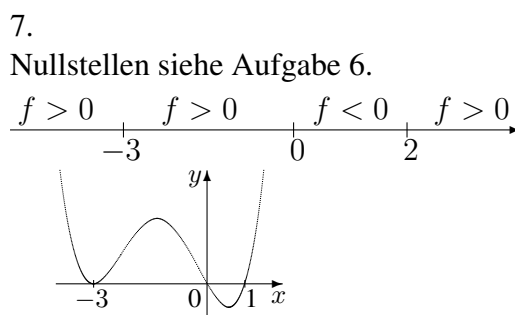 7.
Nullstellen siehe Aufgabe 6.
f > 0 f > 0 f < 0 f > 0
−3 0 2
y
−3 0 1 x